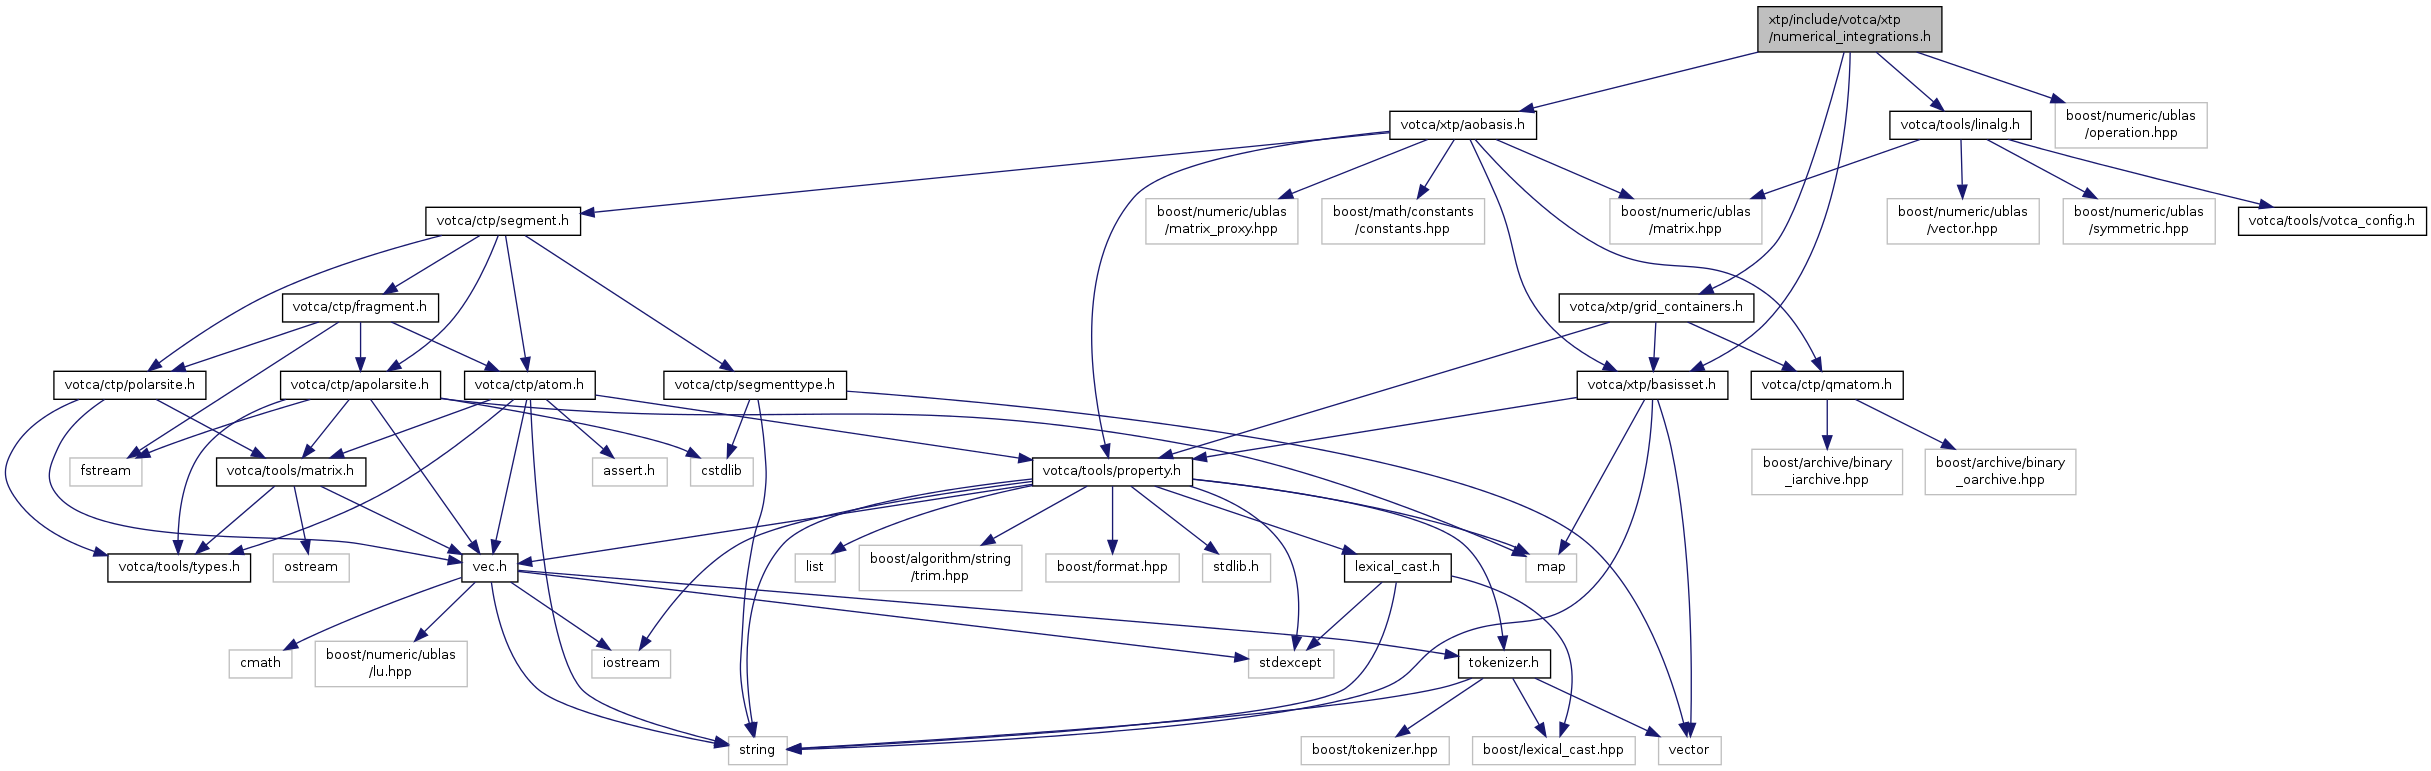 xtp/include/votca/xtp
/numerical_integrations.h
votca/xtp/aobasis.h
votca/tools/linalg.h
boost/numeric/ublas
/operation.hpp
votca/ctp/segment.h
boost/numeric/ublas
/matrix_proxy.hpp
boost/math/constants
/constants.hpp
boost/numeric/ublas
/matrix.hpp
boost/numeric/ublas
/vector.hpp
boost/numeric/ublas
/symmetric.hpp
votca/tools/votca_config.h
votca/ctp/fragment.h
votca/xtp/grid_containers.h
votca/ctp/polarsite.h
votca/ctp/apolarsite.h
votca/ctp/atom.h
votca/ctp/segmenttype.h
votca/xtp/basisset.h
votca/ctp/qmatom.h
fstream
votca/tools/matrix.h
assert.h
cstdlib
votca/tools/property.h
boost/archive/binary
_iarchive.hpp
boost/archive/binary
_oarchive.hpp
votca/tools/types.h
ostream
vec.h
list
boost/algorithm/string
/trim.hpp
boost/format.hpp
stdlib.h
lexical_cast.h
map
cmath
boost/numeric/ublas
/lu.hpp
iostream
stdexcept
tokenizer.h
string
boost/tokenizer.hpp
boost/lexical_cast.hpp
vector